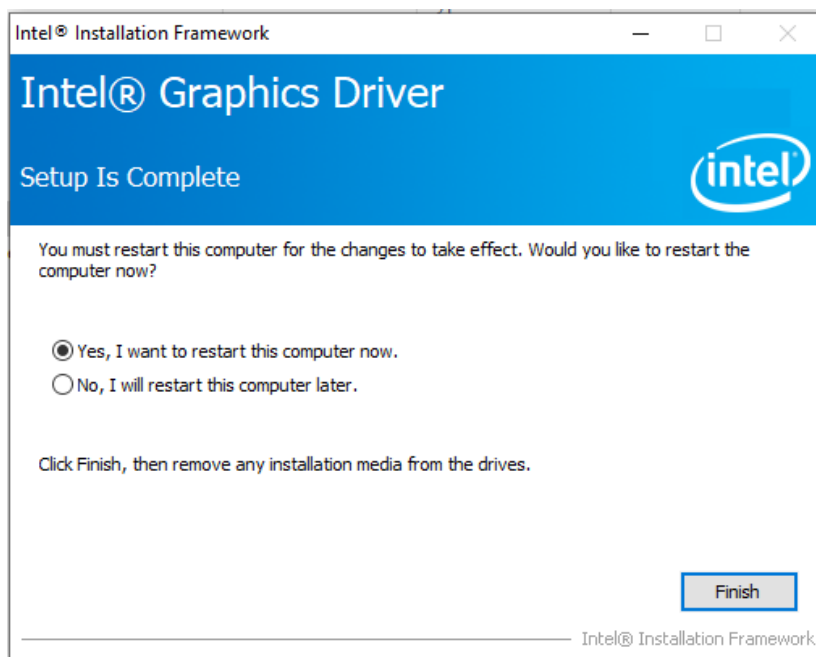 Intel® Installation Framework
Intel® Graphics Driver
Setup Is Complete
intel®
You must restart this computer for the changes to take effect. Would you like to restart the
computer now?
Yes, I want to restart this computer now.
No, I will restart this computer later.
Click Finish, then remove any installation media from the drives.
Finish
Intel® Installation Framework